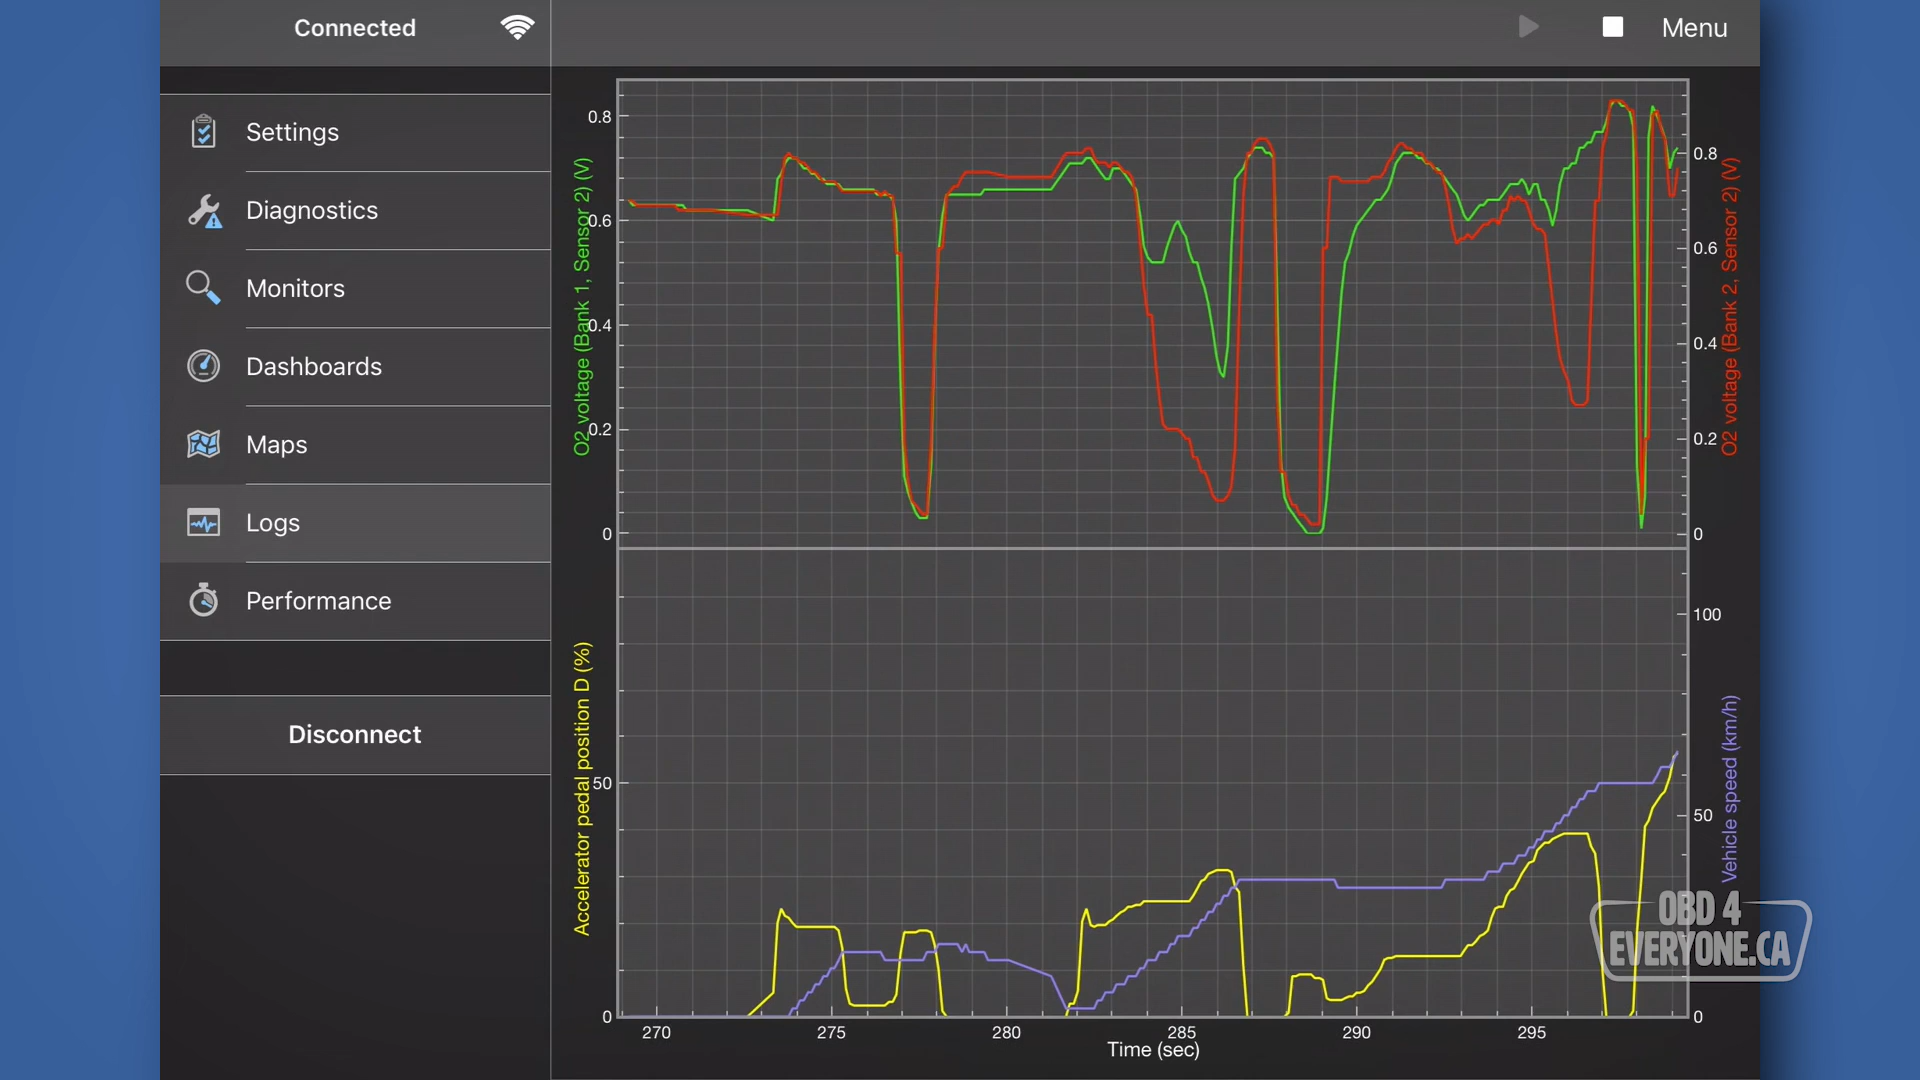 Connected
Menu
Settings
Diagnostics
Monitors
Dashboards
Maps
Logs
Performance
Disconnect
O2 voltage (Bank 1, Sensor 2) (V)
0.8
0.6
0.4
0.2
0
0.8
0.6
0.4
0.2
0
O2 voltage (Bank 2, Sensor 2) (V)
Accelerator pedal position D (%)
50
0
100
50
0
Vehicle speed (km/h)
270 275 280 285 290 295
Time (sec)
OBD 4
EVERYONE.CA